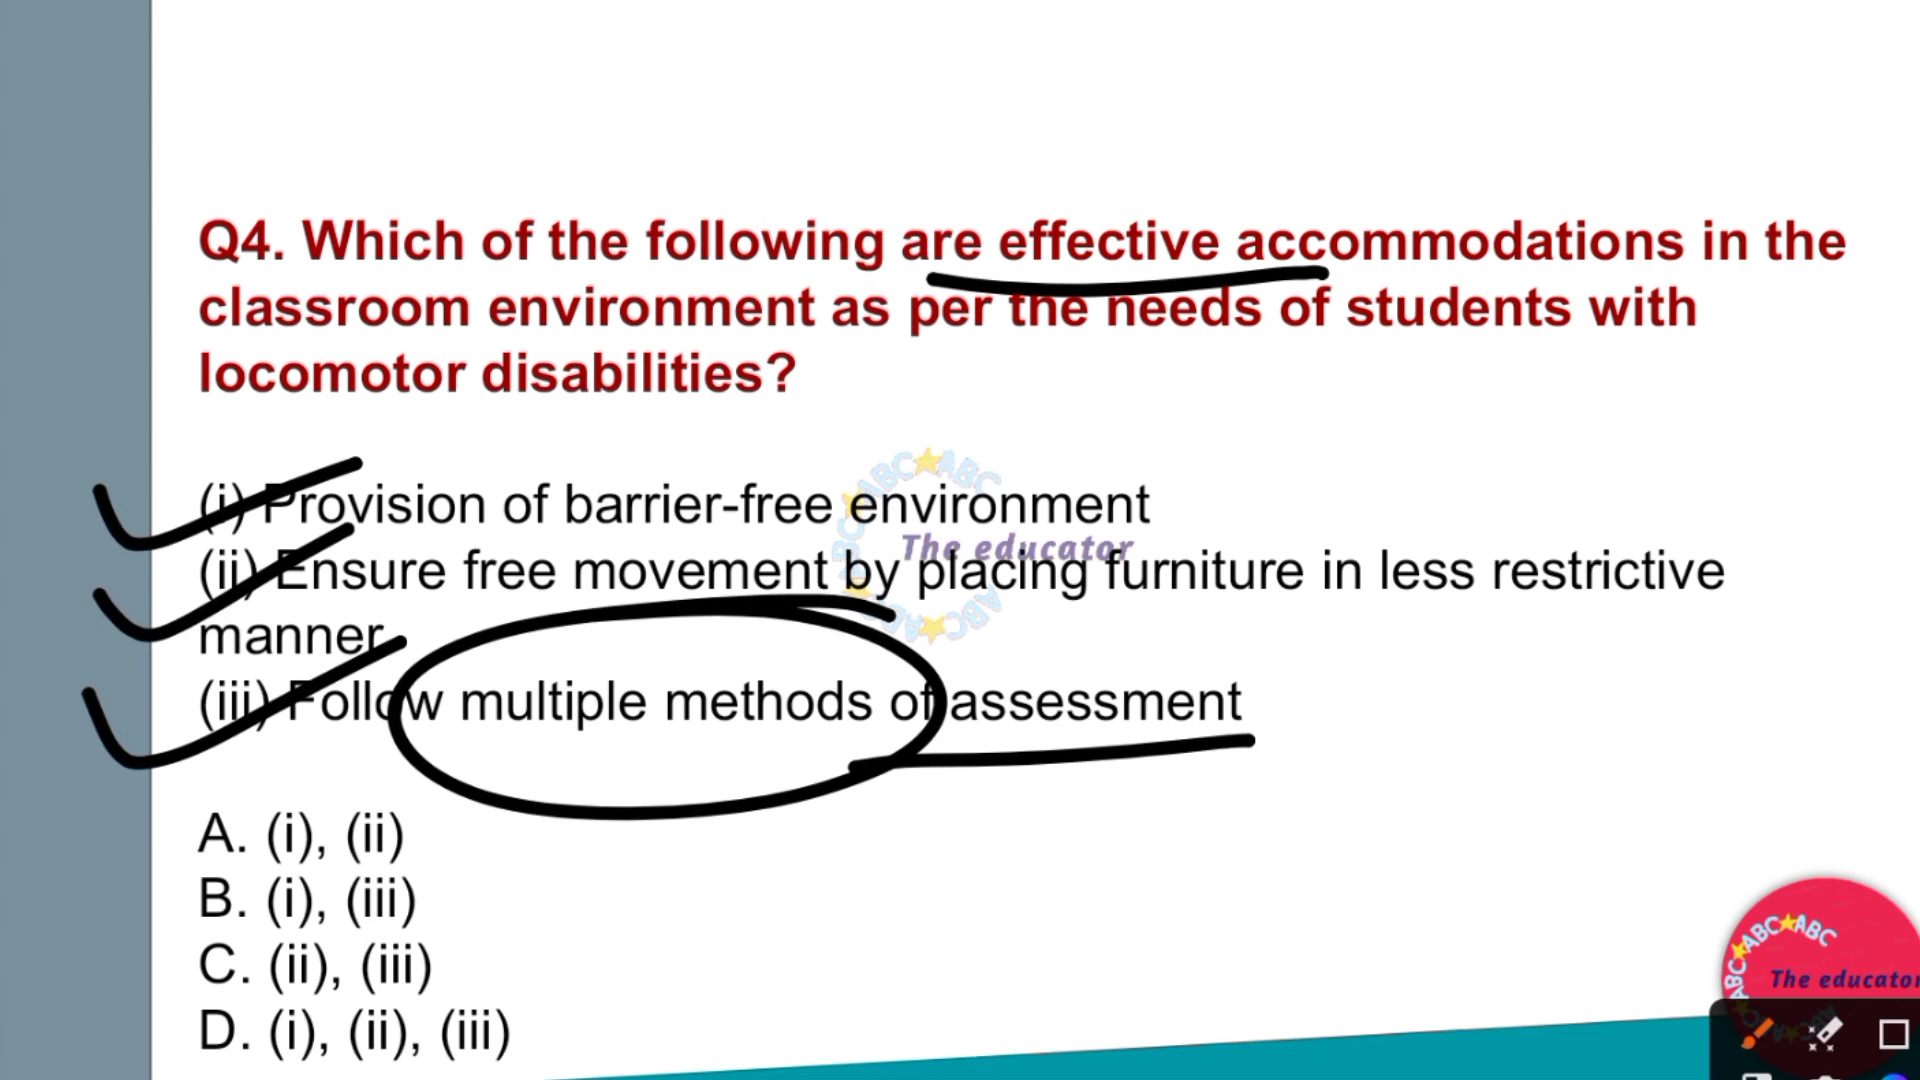 Q4. Which of the following are effective accommodations in the
classroom environment as per the needs of students with
locomotor disabilities?
(i) Provision of barrier-free environment
The educator
(ii) Ensure free movement by placing furniture in less restrictive
manner
(iii) Follow multiple methods of assessment
A. (i), (ii)
B. (i), (iii)
C. (ii), (iii)
D. (i), (ii), (iii)
ABC ABC
ABC
The educator